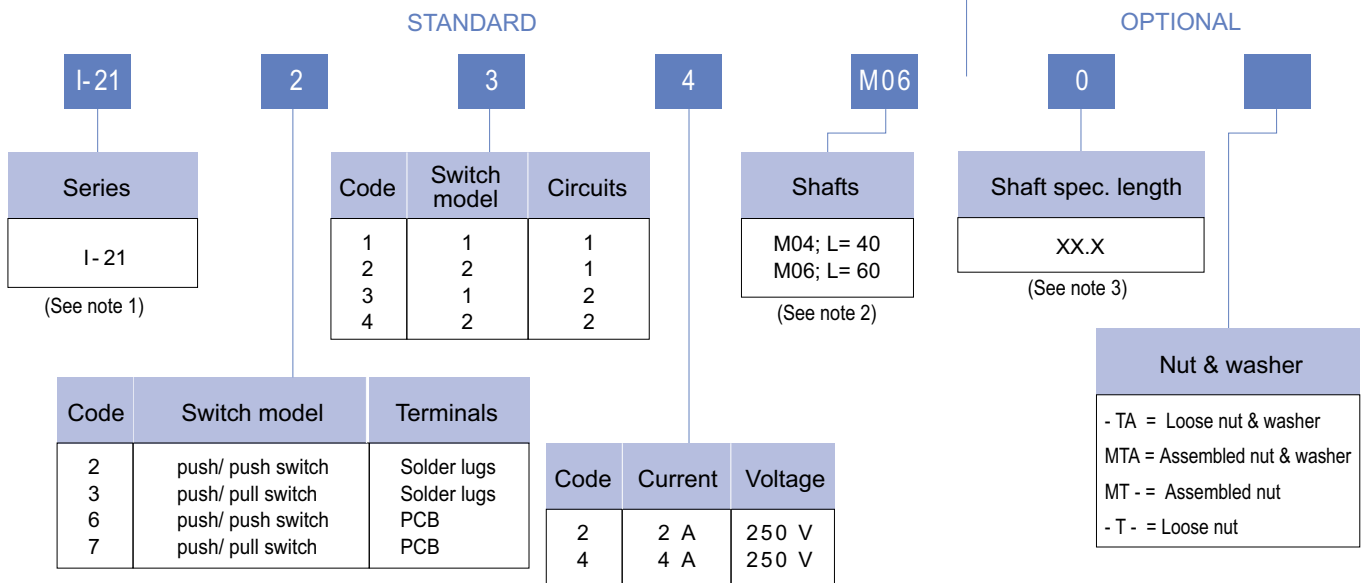 STANDARD
OPTIONAL
I-21 2 3 4 M06 0
Series
I-21
(See note 1)
Code Switch model Circuits
1 1 1
2 2 1
3 1 2
4 2 2
Shafts
M04; L= 40
M06; L= 60
(See note 2)
Shaft spec. length
XX.X
(See note 3)
Code Switch model Terminals
2 push/ push switch Solder lugs
3 push/ pull switch Solder lugs
6 push/ push switch PCB
7 push/ pull switch PCB
Code Current Voltage
2 2 A 250 V
4 4 A 250 V
Nut & washer
- TA = Loose nut & washer
MTA = Assembled nut & washer
MT - = Assembled nut
- T - = Loose nut